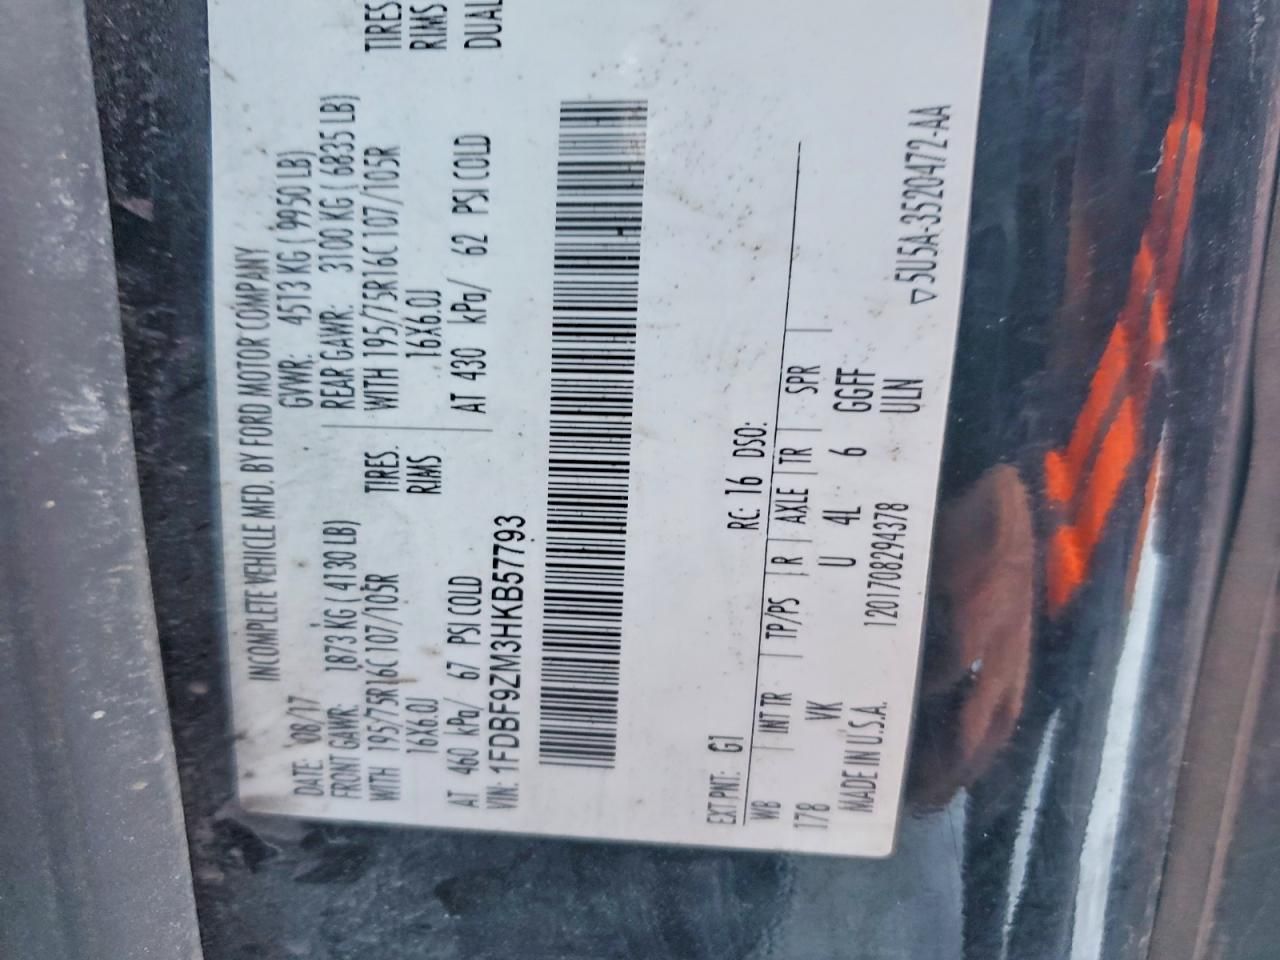 INCOMPLETE VEHICLE MFD. BY FORD MOTOR COMPANY
DATE: 08/17 GVWR: 4513 KG ( 9950 LB)
FRONT GAWR: 1873 KG ( 4130 LB) REAR GAWR: 3100 KG ( 6835 LB)
WITH 195/75R16C 107/105R TIRES. WITH 195/75R16C 107/105R TIRES
16X6.0J RIMS 16X6.0J RIMS
AT 460 kPa/ 67 PSI COLD AT 430 kPa/ 62 PSI COLD DUAL
VIN: 1FDBF9ZM3HKB57793
EXT PNT: G1 RC: 16 DSO:
WB INT TR TP/PS R AXLE TR SPR
178 VK U 4L 6 GGFF
MADE IN U.S.A. 1201708294378 ULN
▽5U5A-3520472-AA